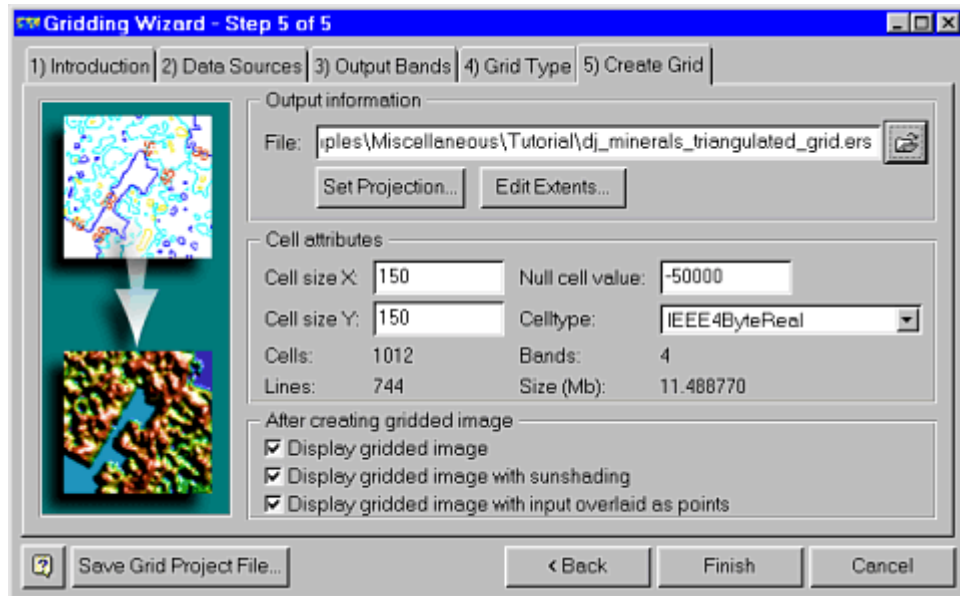 Gridding Wizard - Step 5 of 5
1) Introduction 2) Data Sources 3) Output Bands 4) Grid Type 5) Create Grid
Output information
File: ıples\Miscellaneous\Tutorial\dj_minerals_triangulated_grid.ers
Set Projection... Edit Extents...
Cell attributes
Cell size X: 150 Null cell value: -50000
Cell size Y: 150 Celltype: IEEE4ByteReal
Cells: 1012 Bands: 4
Lines: 744 Size (Mb): 11.488770
After creating gridded image
Display gridded image
Display gridded image with sunshading
Display gridded image with input overlaid as points
? Save Grid Project File... < Back Finish Cancel